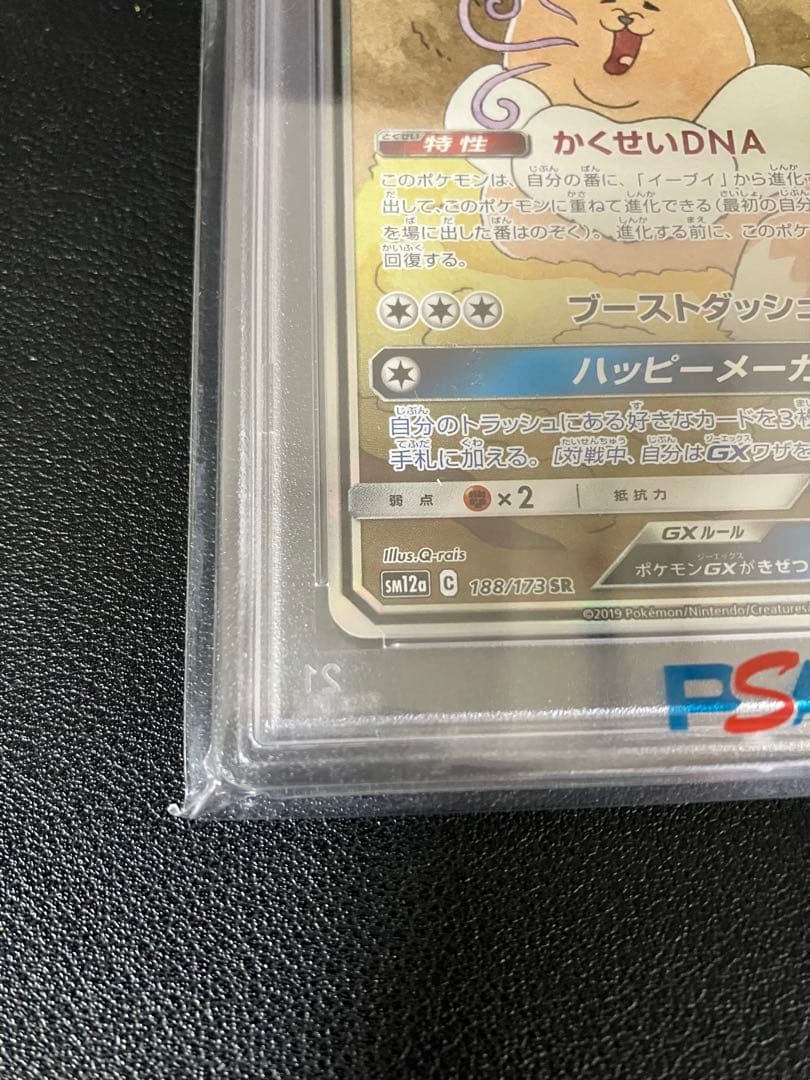 とくせい
特性 かくせいDNA
このポケモンは、自分の番に、「イーブイ」から進化す
出して、このポケモンに重ねて進化できる(最初の自分
を場に出した番はのぞく)。進化する前に、このポケ
回復する。
ブーストダッシュ
ハッピーメーカ
自分のトラッシュにある好きなカードを3枚
手札に加える。[対戦中、自分はGXワザを
弱点 ×2 抵抗力
GXルール
ポケモンGXがきぜつ
Illus.Q-rais
SM12a C 188/173 SR
©2019 Pokémon/Nintendo/Creatures
21
PSA